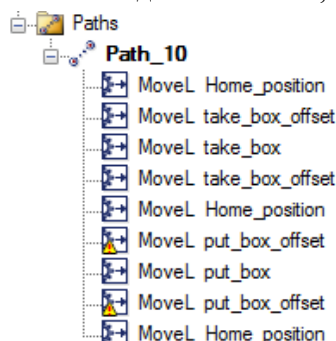 Paths
Path_10
MoveL Home_position
MoveL take_box_offset
MoveL take_box
MoveL take_box_offset
MoveL Home_position
MoveL put_box_offset
MoveL put_box
MoveL put_box_offset
MoveL Home_position